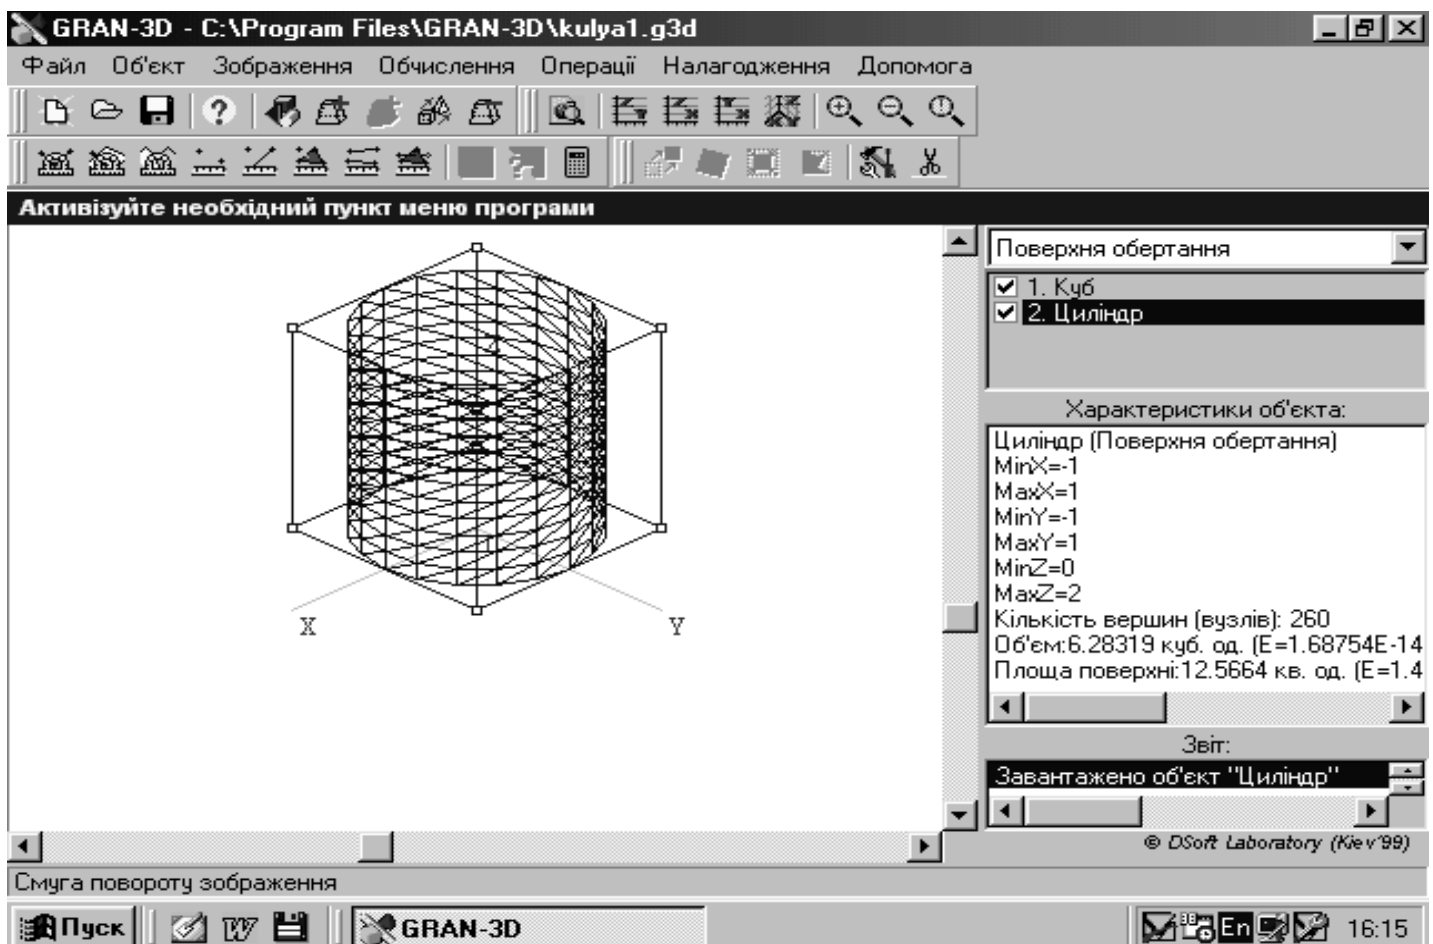 GRAN-3D - C:\Program Files\GRAN-3D\kulya1.g3d
Файл Об'єкт Зображення Обчислення Операції Налагодження Допомога
Активізуйте необхідний пункт меню програми
Поверхня обертання
1. Куб
2. Циліндр
Характеристики об'єкта:
Циліндр (Поверхня обертання)
MinX=-1
MaxX=1
MinY=-1
MaxY=1
MinZ=0
MaxZ=2
Кількість вершин (вузлів): 260
Об'єм:6.28319 куб. од. (E=1.68754E-14
Площа поверхні:12.5664 кв. од. (E=1.4
X
Y
Звіт:
Завантажено об'єкт "Циліндр"
© DSoft Laboratory (Kiev'99)
Смуга повороту зображення
Пуск
GRAN-3D
En
16:15